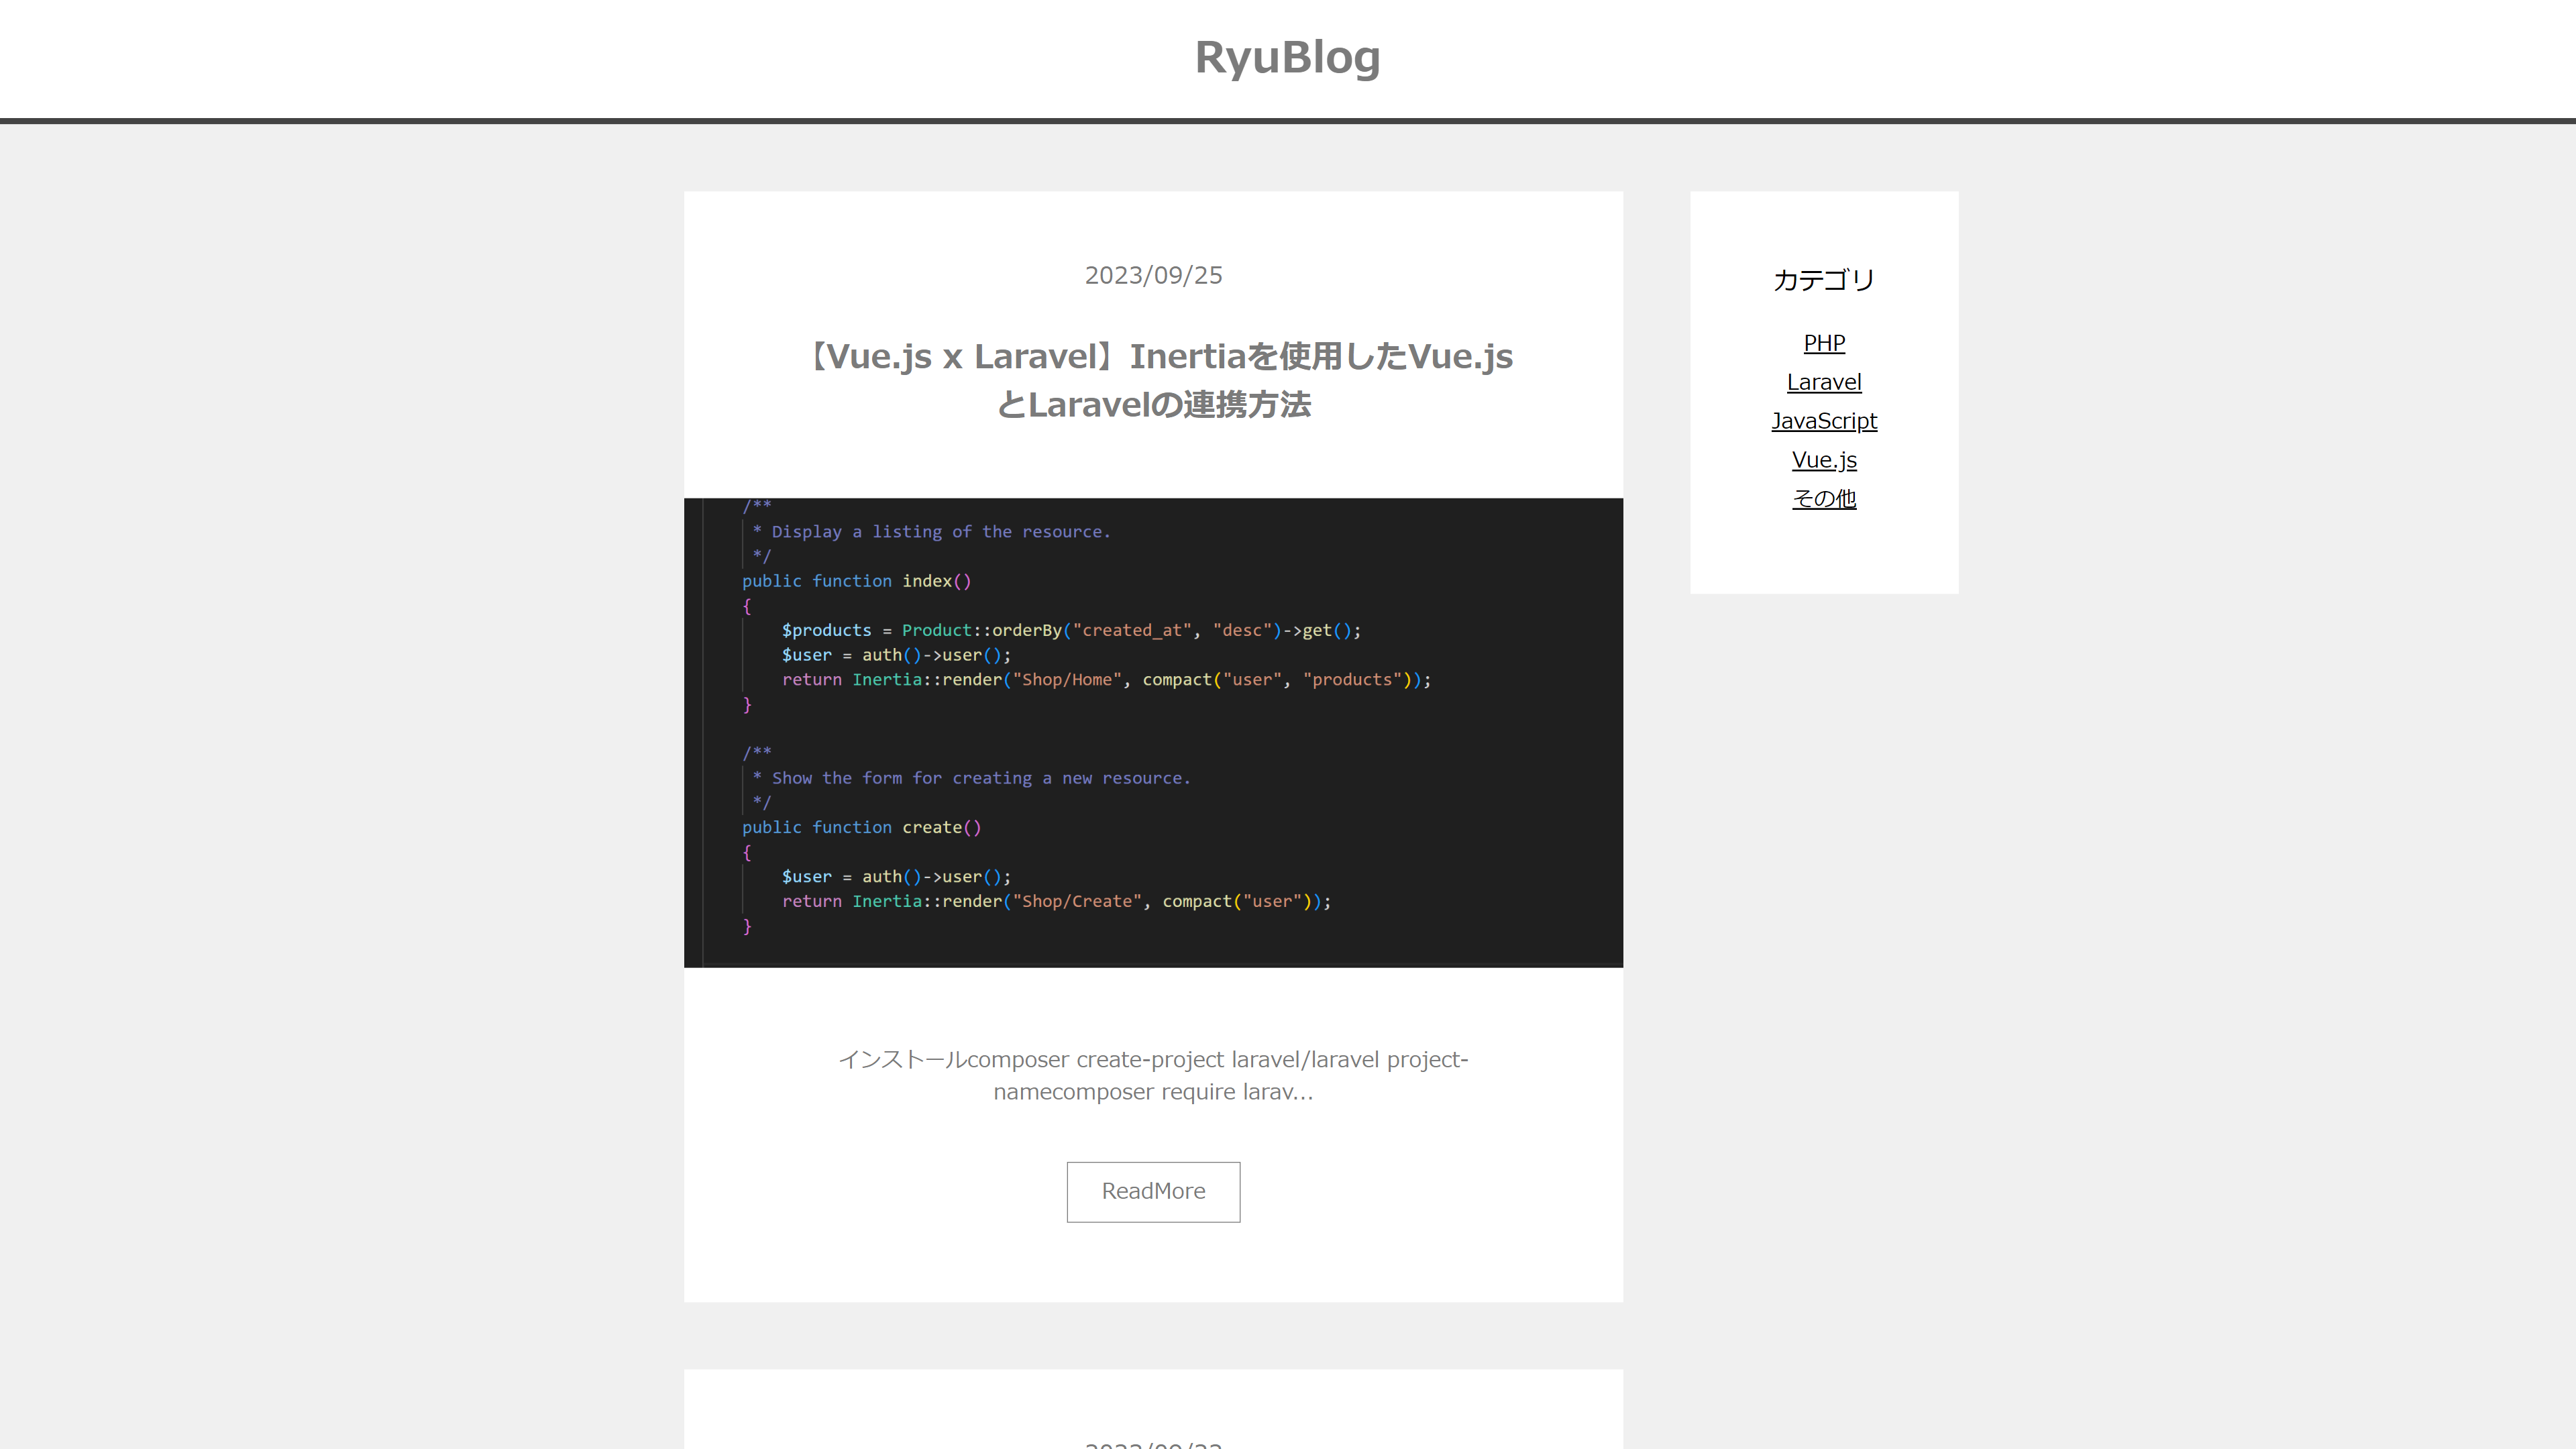 RyuBlog
2023/09/25
【Vue.js x Laravel】Inertiaを使用したVue.js
とLaravelの連携方法
/**
 * Display a listing of the resource.
 */
public function index()
{
    $products = Product::orderBy("created_at", "desc")->get();
    $user = auth()->user();
    return Inertia::render("Shop/Home", compact("user", "products"));
}
/**
 * Show the form for creating a new resource.
 */
public function create()
{
    $user = auth()->user();
    return Inertia::render("Shop/Create", compact("user"));
}
インストールcomposer create-project laravel/laravel project-
namecomposer require larav...
ReadMore
カテゴリ
PHP
Laravel
JavaScript
Vue.js
その他